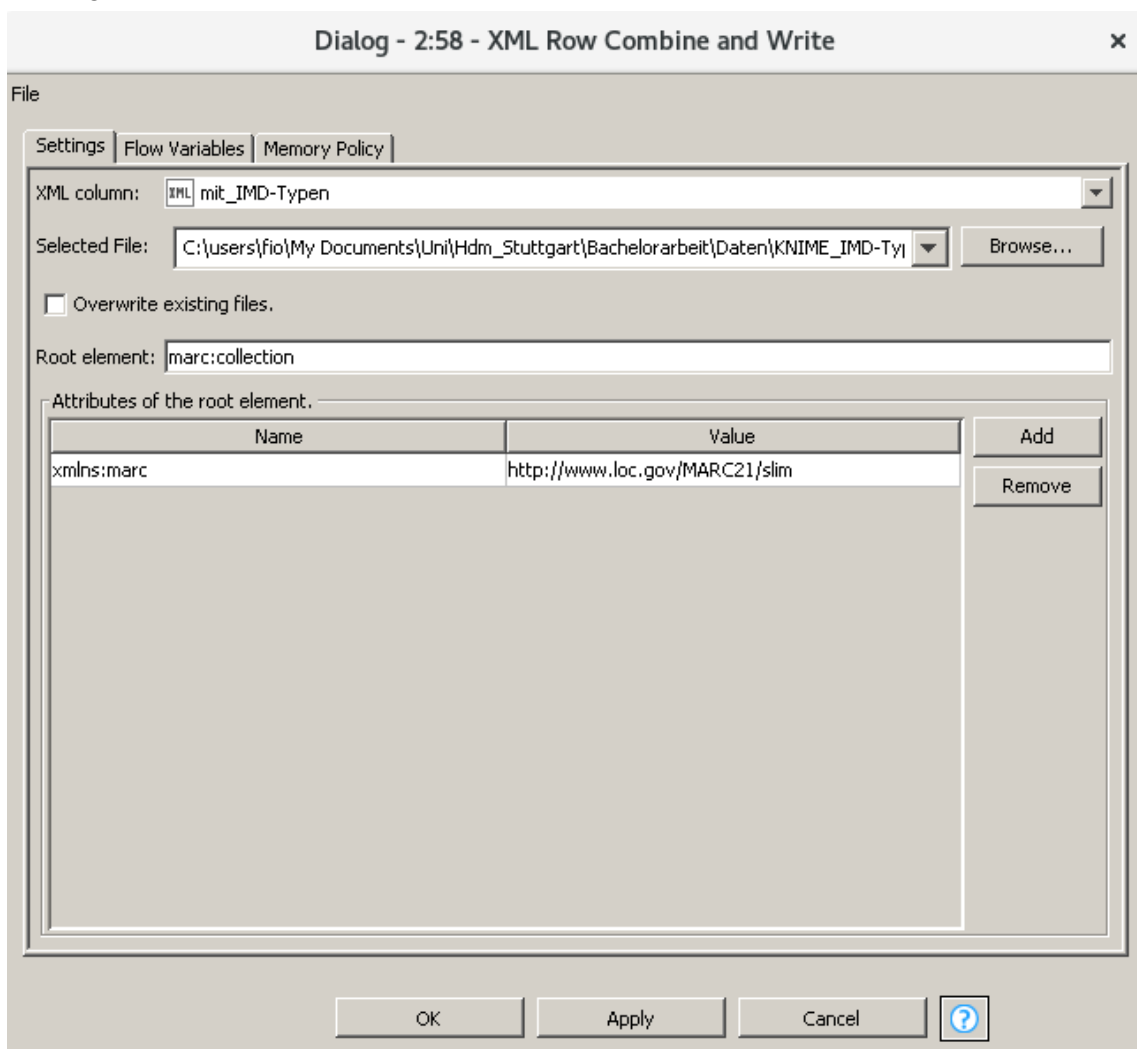 Dialog - 2:58 - XML Row Combine and Write ×
File
Settings Flow Variables Memory Policy
XML column: XML mit_IMD-Typen
Selected File: C:\users\fio\My Documents\Uni\Hdm_Stuttgart\Bachelorarbeit\Daten\KNIME_IMD-Typ Browse...
Overwrite existing files.
Root element: marc:collection
Attributes of the root element.
Name Value Add
xmlns:marc http://www.loc.gov/MARC21/slim
Remove
OK Apply Cancel ?